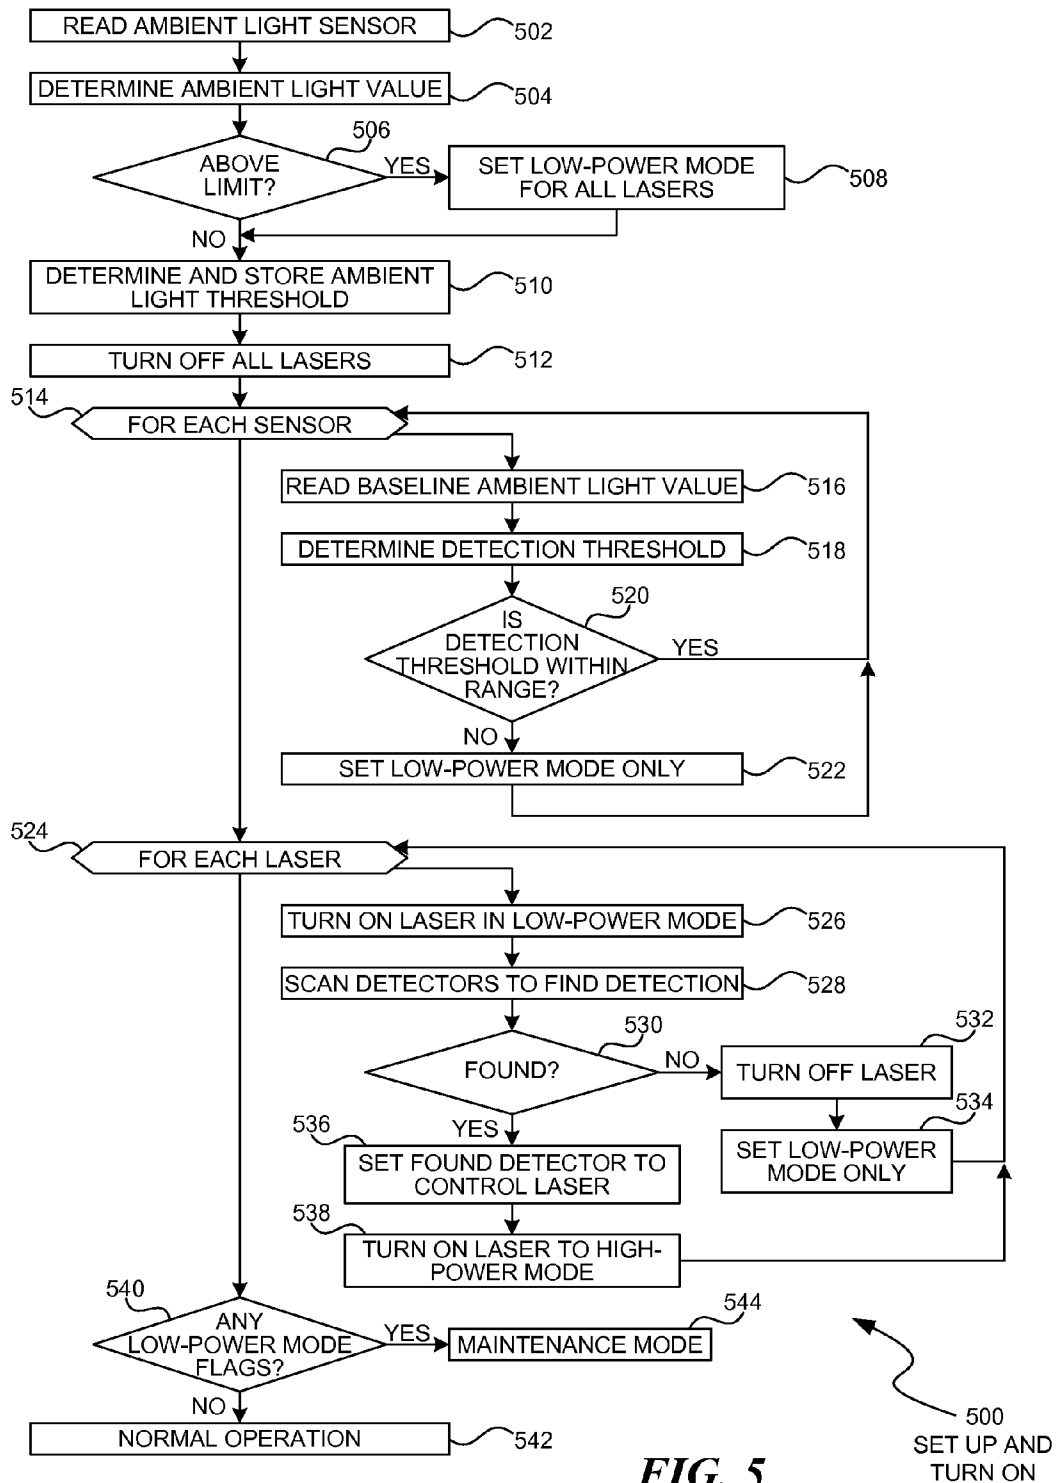 READ AMBIENT LIGHT SENSOR
502
DETERMINE AMBIENT LIGHT VALUE
504
506
ABOVE
LIMIT?
YES
SET LOW-POWER MODE
FOR ALL LASERS
508
NO
DETERMINE AND STORE AMBIENT
LIGHT THRESHOLD
510
TURN OFF ALL LASERS
512
514
FOR EACH SENSOR
READ BASELINE AMBIENT LIGHT VALUE
516
DETERMINE DETECTION THRESHOLD
518
520
IS
DETECTION
THRESHOLD WITHIN
RANGE?
YES
NO
SET LOW-POWER MODE ONLY
522
524
FOR EACH LASER
TURN ON LASER IN LOW-POWER MODE
526
SCAN DETECTORS TO FIND DETECTION
528
530
FOUND?
NO
532
TURN OFF LASER
534
SET LOW-POWER
MODE ONLY
YES
536
SET FOUND DETECTOR TO
CONTROL LASER
538
TURN ON LASER TO HIGH-
POWER MODE
540
ANY
LOW-POWER MODE
FLAGS?
YES
544
MAINTENANCE MODE
NO
NORMAL OPERATION
542
500
SET UP AND
TURN ON
FIG. 5